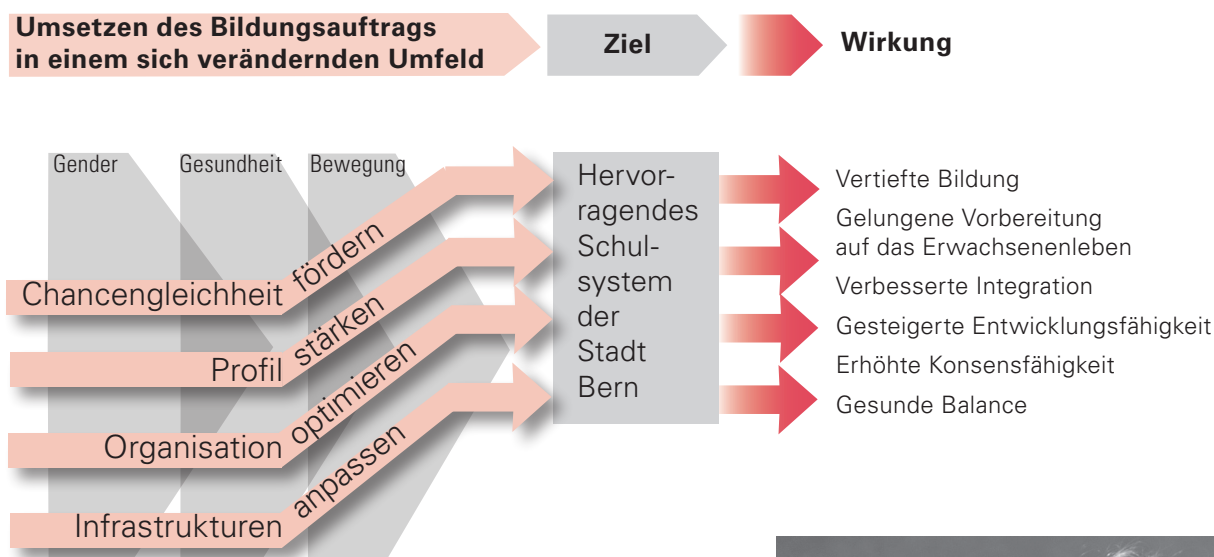 Umsetzen des Bildungsauftrags
in einem sich verändernden Umfeld
Ziel
Wirkung
Gender
Gesundheit
Bewegung
Chancengleichheit fördern
Profil stärken
Organisation optimieren
Infrastrukturen anpassen
Hervor-
ragendes
Schul-
system
der
Stadt
Bern
Vertiefte Bildung
Gelungene Vorbereitung
auf das Erwachsenenleben
Verbesserte Integration
Gesteigerte Entwicklungsfähigkeit
Erhöhte Konsensfähigkeit
Gesunde Balance